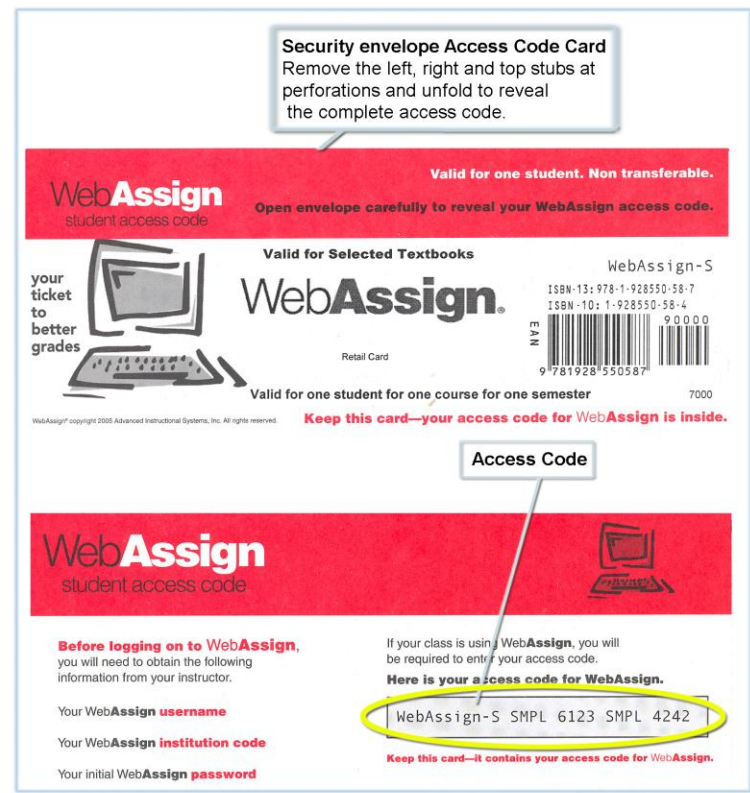 Security envelope Access Code Card
Remove the left, right and top stubs at
perforations and unfold to reveal
the complete access code.
Valid for one student. Non transferable.
WebAssign
student access code
Open envelope carefully to reveal your WebAssign access code.
Valid for Selected Textbooks
your
ticket
to
better
grades
WebAssign®
Retail Card
WebAssign-S
ISBN-13: 978-1-928550-58-7
ISBN-10: 1-928550-58-4
90000
EAN
9 781928 550587
Valid for one student for one course for one semester
7000
WebAssign® copyright 2005 Advanced Instructional Systems, Inc. All rights reserved.
Keep this card—your access code for WebAssign is inside.
Access Code
WebAssign
student access code
Before logging on to WebAssign,
you will need to obtain the following
information from your instructor.
Your WebAssign username
Your WebAssign institution code
Your initial WebAssign password
If your class is using WebAssign, you will
be required to enter your access code.
Here is your access code for WebAssign.
WebAssign-S SMPL 6123 SMPL 4242
Keep this card—it contains your access code for WebAssign.